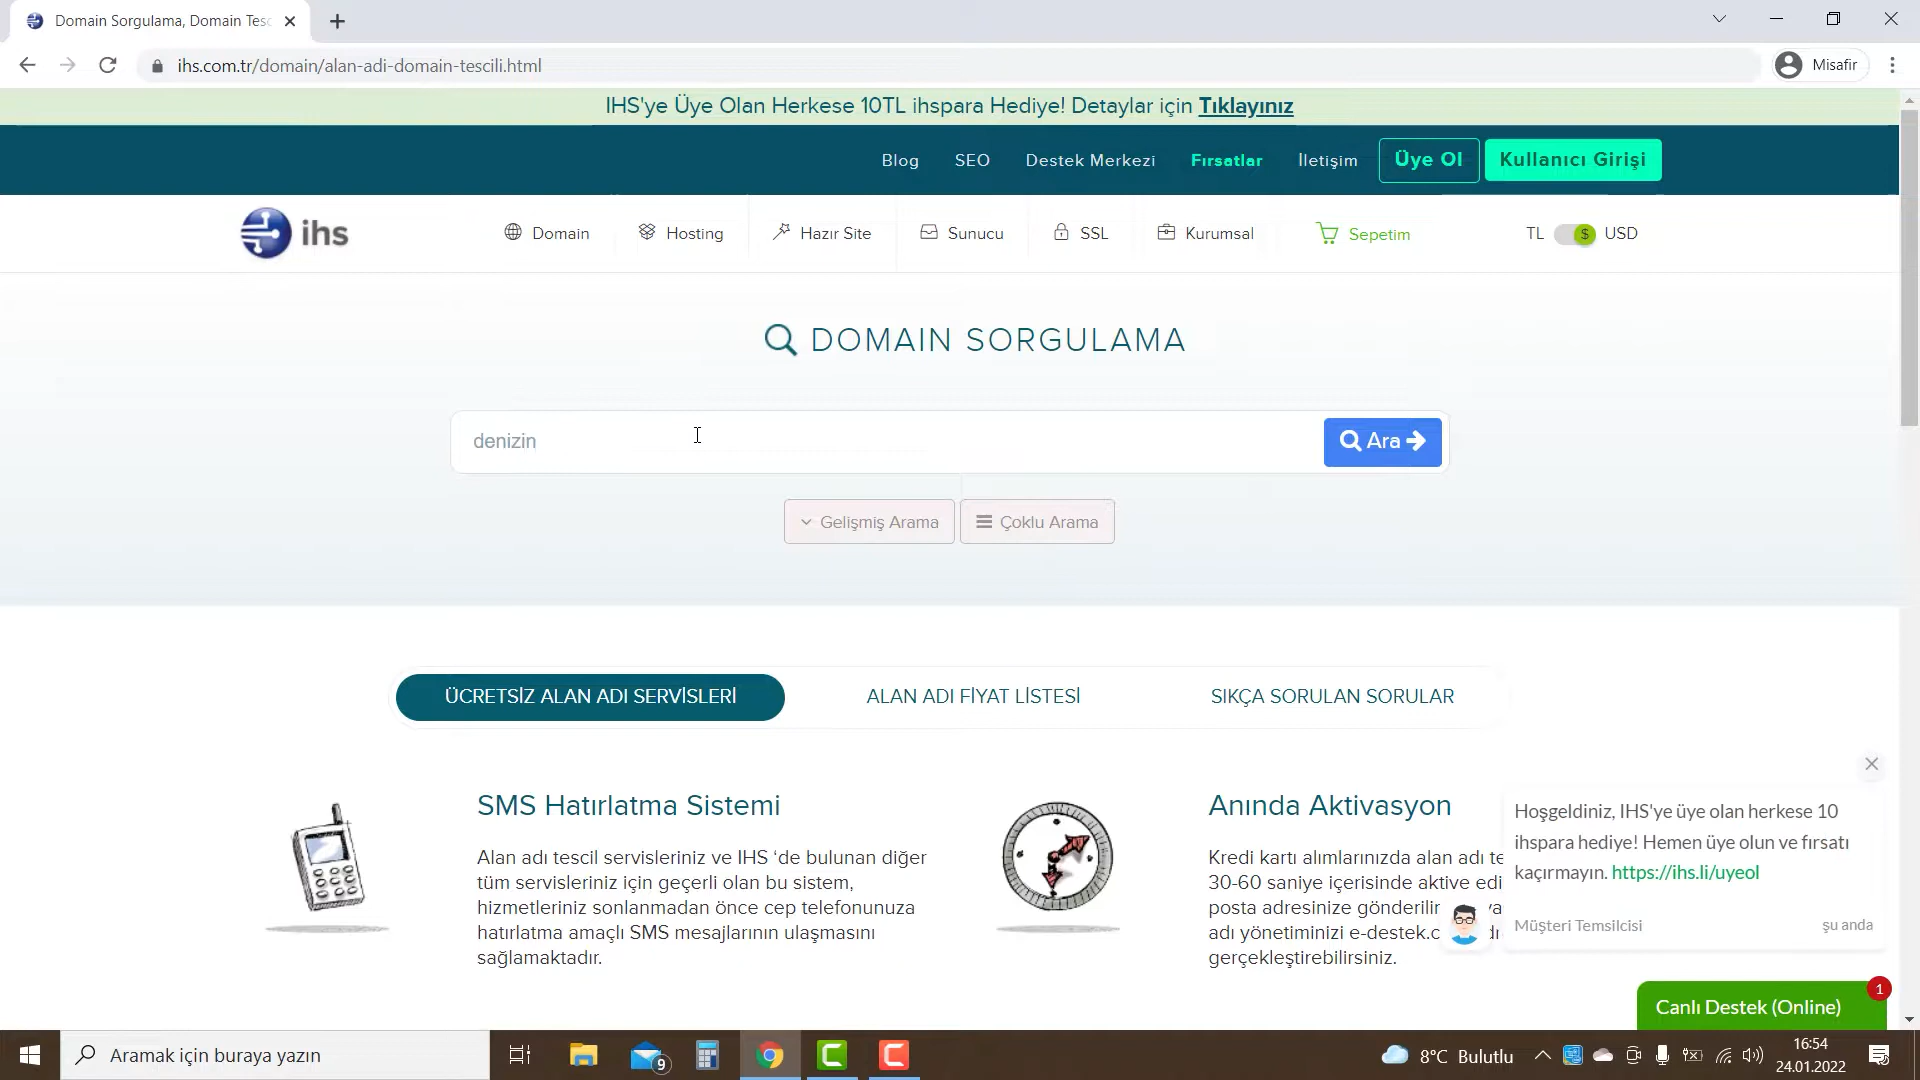 Domain Sorgulama, Domain Tesc
ihs.com.tr/domain/alan-adi-domain-tescili.html
Misafir
IHS'ye Üye Olan Herkese 10TL ihspara Hediye! Detaylar için Tıklayınız
Blog SEO Destek Merkezi Fırsatlar İletişim Üye Ol Kullanıcı Girişi
ihs Domain Hosting Hazır Site Sunucu SSL Kurumsal Sepetim TL $ USD
DOMAIN SORGULAMA
denizin
Ara
Gelişmiş Arama Çoklu Arama
ÜCRETSİZ ALAN ADI SERVİSLERİ ALAN ADI FİYAT LİSTESİ SIKÇA SORULAN SORULAR
SMS Hatırlatma Sistemi
Alan adı tescil servisleriniz ve IHS ‘de bulunan diğer
tüm servisleriniz için geçerli olan bu sistem,
hizmetleriniz sonlanmadan önce cep telefonunuza
hatırlatma amaçlı SMS mesajlarının ulaşmasını
sağlamaktadır.
Anında Aktivasyon
Kredi kartı alımlarınızda alan adı te
30-60 saniye içerisinde aktive edi
posta adresinize gönderilir ya
adı yönetiminizi e-destek.c
gerçekleştirebilirsiniz.
Hoşgeldiniz, IHS'ye üye olan herkese 10
ihspara hediye! Hemen üye olun ve fırsatı
kaçırmayın. https://ihs.li/uyeol
Müşteri Temsilcisi şu anda
Canlı Destek (Online)
1
Aramak için buraya yazın
9
8°C Bulutlu
16:54
24.01.2022